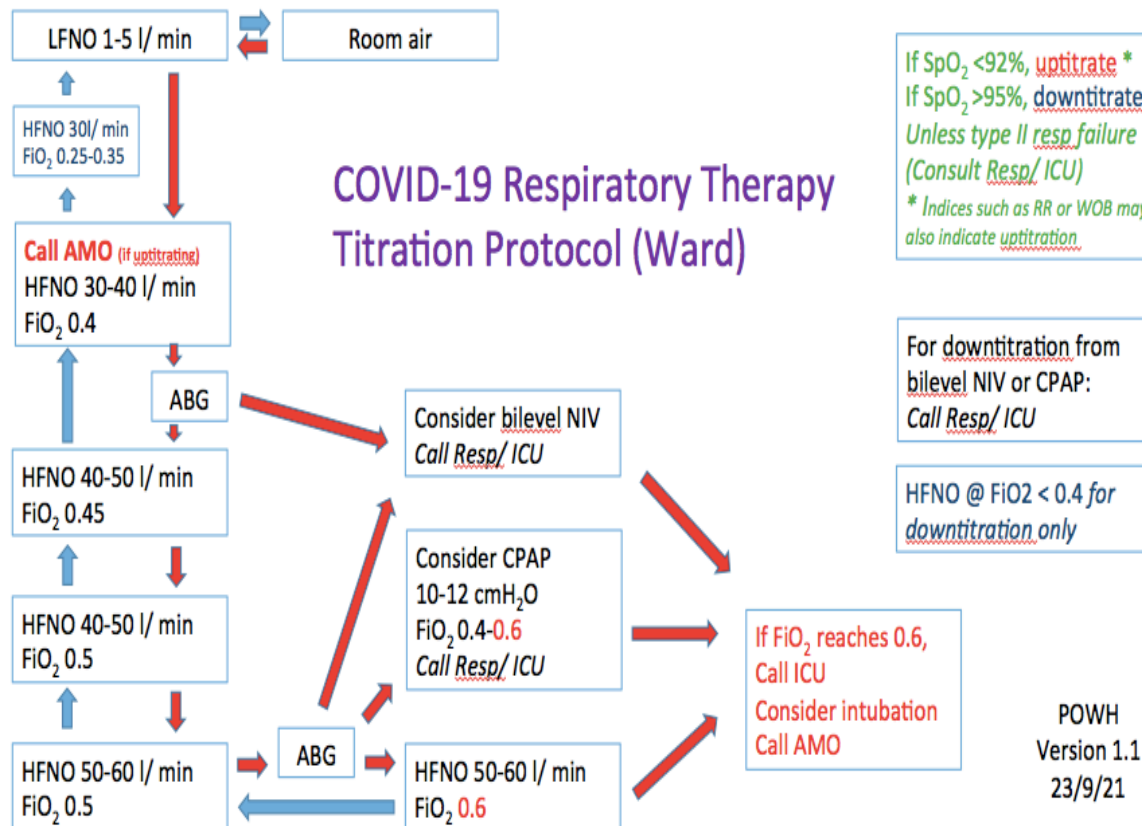 LFNO 1-5 l/ min
Room air
HFNO 30l/ min
FiO₂ 0.25-0.35
Call AMO (if uptitrating)
HFNO 30-40 l/ min
FiO₂ 0.4
ABG
HFNO 40-50 l/ min
FiO₂ 0.45
HFNO 40-50 l/ min
FiO₂ 0.5
HFNO 50-60 l/ min
FiO₂ 0.5
COVID-19 Respiratory Therapy
Titration Protocol (Ward)
Consider bilevel NIV
Call Resp/ ICU
Consider CPAP
10-12 cmH₂O
FiO₂ 0.4-0.6
Call Resp/ ICU
ABG
HFNO 50-60 l/ min
FiO₂ 0.6
If FiO₂ reaches 0.6,
Call ICU
Consider intubation
Call AMO
If SpO₂ <92%, uptitrate *
If SpO₂ >95%, downtitrate
Unless type II resp failure
(Consult Resp/ ICU)
* Indices such as RR or WOB may
also indicate uptitration
For downtitration from
bilevel NIV or CPAP:
Call Resp/ ICU
HFNO @ FiO2 < 0.4 for
downtitration only
POWH
Version 1.1
23/9/21